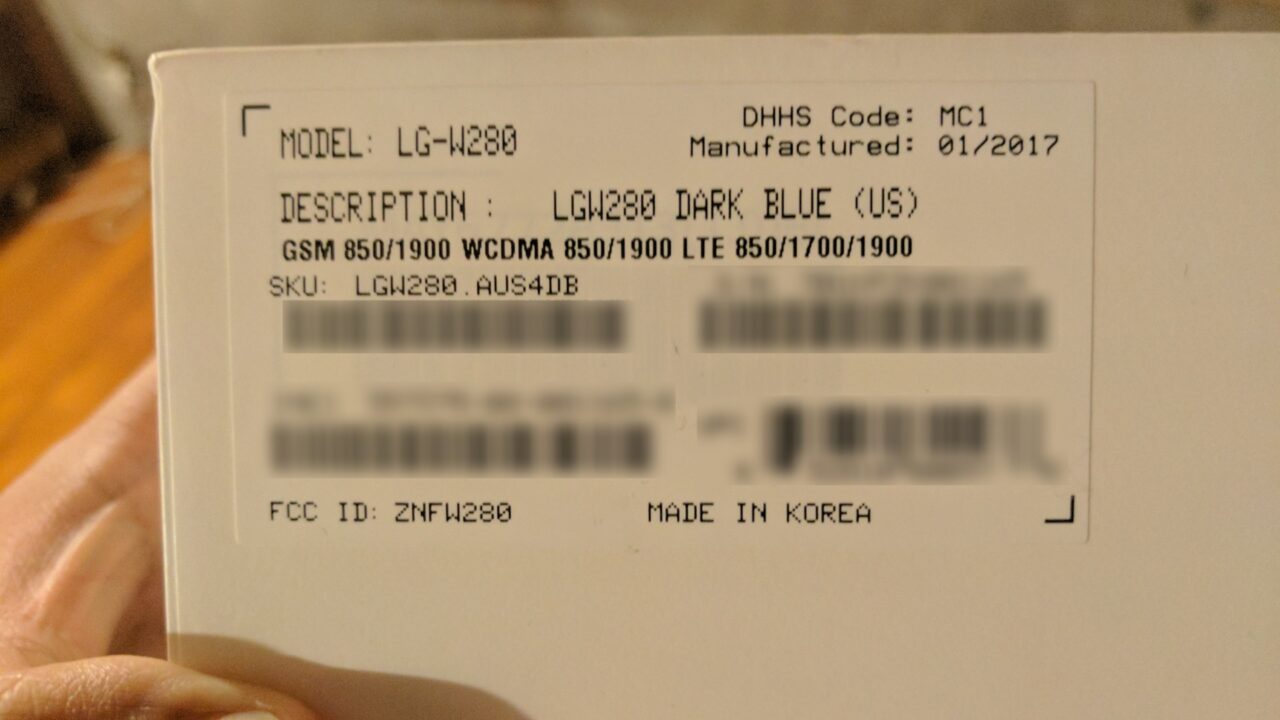 MODEL: LG-W280
DHHS Code: MC1
Manufactured: 01/2017
DESCRIPTION : LGW280 DARK BLUE (US)
GSM 850/1900 WCDMA 850/1900 LTE 850/1700/1900
SKU: LGW280.AUS4DB
FCC ID: ZNFW280
MADE IN KOREA